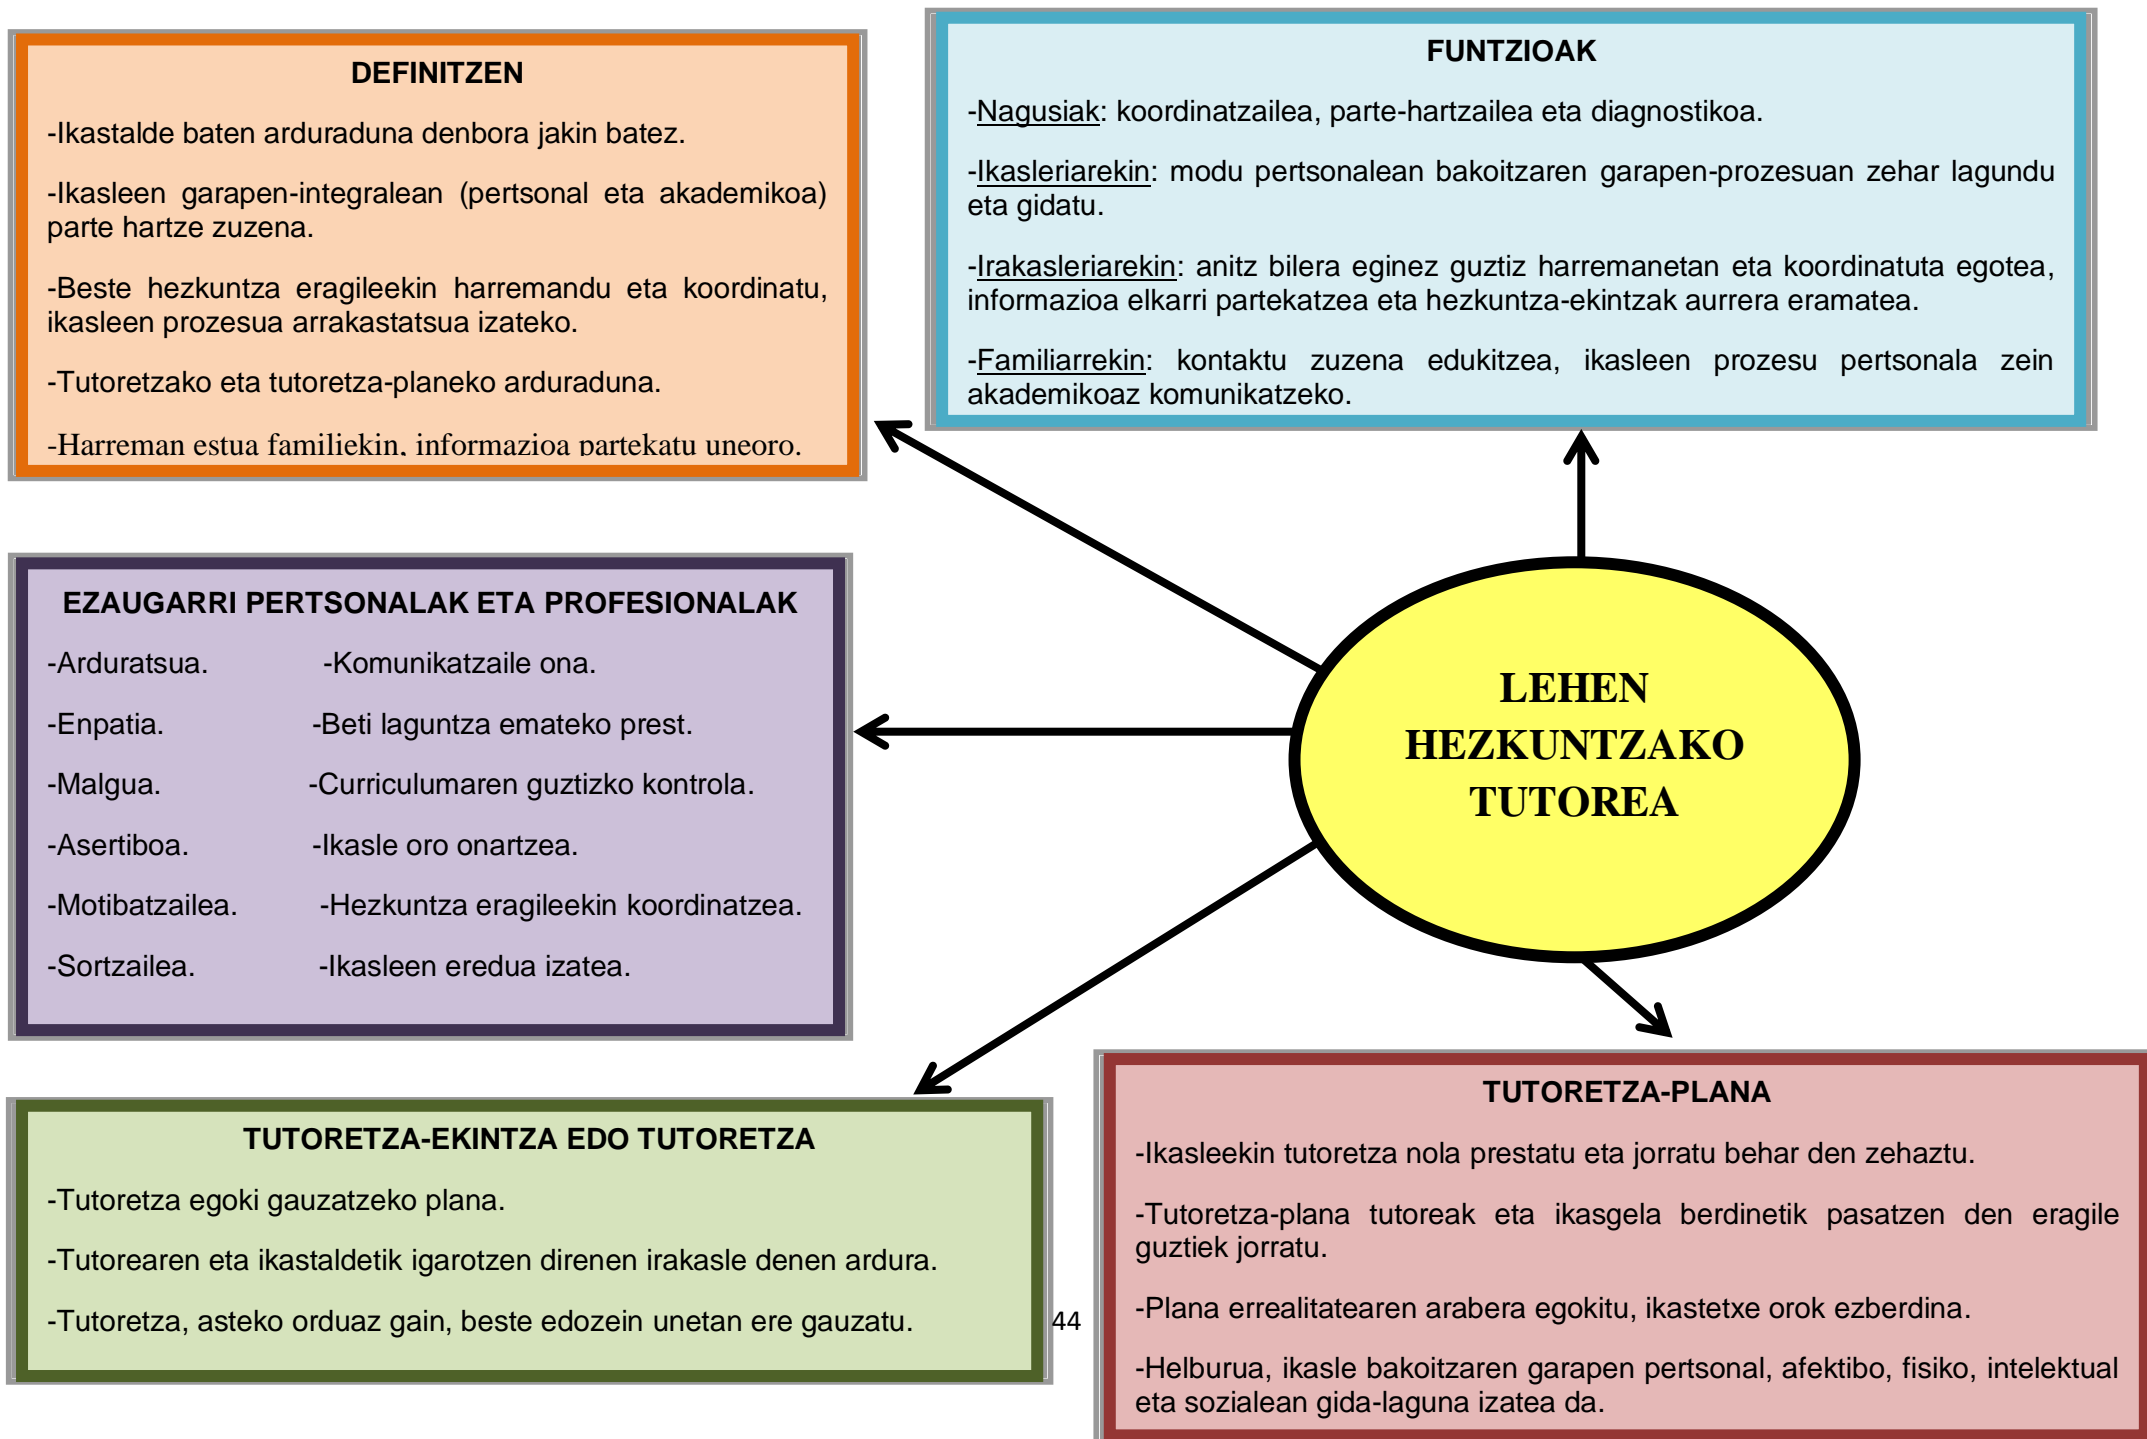 DEFINITZEN
-Ikastalde baten arduraduna denbora jakin batez.
-Ikasleen garapen-integralean (pertsonal eta akademikoa)
parte hartze zuzena.
-Beste hezkuntza eragileekin harremandu eta koordinatu,
ikasleen prozesua arrakastatsua izateko.
-Tutoretzako eta tutoretza-planeko arduraduna.
-Harreman estua familiekin, informazioa partekatu uneoro.
FUNTZIOAK
-Nagusiak: koordinatzailea, parte-hartzailea eta diagnostikoa.
-Ikasleriarekin: modu pertsonalean bakoitzaren garapen-prozesuan zehar lagundu
eta gidatu.
-Irakasleriarekin: anitz bilera eginez guztiz harremanetan eta koordinatuta egotea,
informazioa elkarri partekatzea eta hezkuntza-ekintzak aurrera eramatea.
-Familiarrekin: kontaktu zuzena edukitzea, ikasleen prozesu pertsonala zein
akademikoaz komunikatzeko.
EZAUGARRI PERTSONALAK ETA PROFESIONALAK
-Arduratsua. -Komunikatzaile ona.
-Enpatia. -Beti laguntza emateko prest.
-Malgua. -Curriculumaren guztizko kontrola.
-Asertiboa. -Ikasle oro onartzea.
-Motibatzailea. -Hezkuntza eragileekin koordinatzea.
-Sortzailea. -Ikasleen eredua izatea.
LEHEN
HEZKUNTZAKO
TUTOREA
TUTORETZA-EKINTZA EDO TUTORETZA
-Tutoretza egoki gauzatzeko plana.
-Tutorearen eta ikastaldetik igarotzen direnen irakasle denen ardura.
-Tutoretza, asteko orduaz gain, beste edozein unetan ere gauzatu.
44
TUTORETZA-PLANA
-Ikasleekin tutoretza nola prestatu eta jorratu behar den zehaztu.
-Tutoretza-plana tutoreak eta ikasgela berdinetik pasatzen den eragile
guztiek jorratu.
-Plana errealitatearen arabera egokitu, ikastetxe orok ezberdina.
-Helburua, ikasle bakoitzaren garapen pertsonal, afektibo, fisiko, intelektual
eta sozialean gida-laguna izatea da.